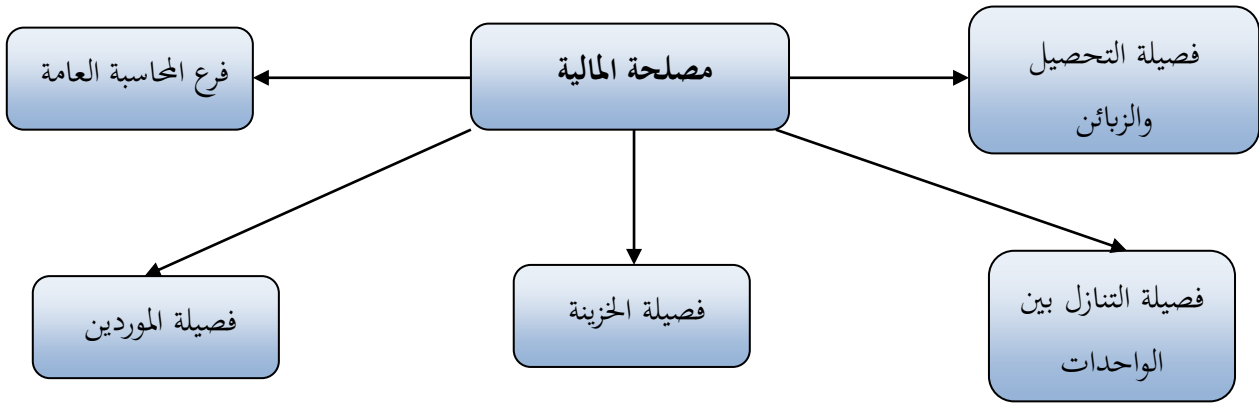 فصيلة التحصيل
والزبائن
مصلحة المالية
فرع المحاسبة العامة
فصيلة التنازل بين
الواحدات
فصيلة الخزينة
فصيلة الموردين